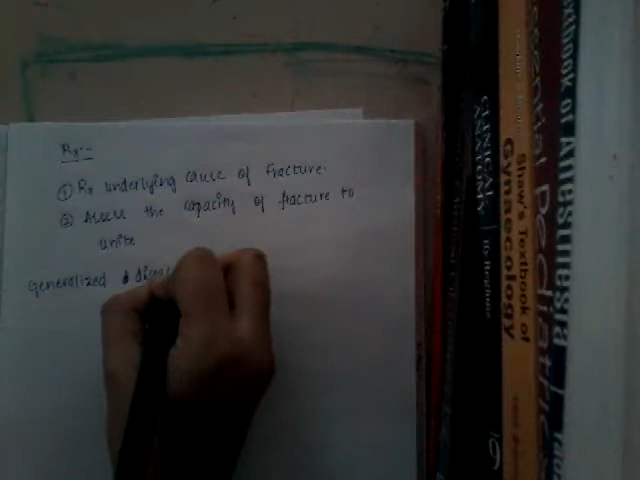 Rx:-
① Rx underlying cause of fracture.
② Assess the capacity of fracture to
unite
Generalized
CLINICAL
Shaw's Textbook of
Gynaecology
Essential Pediatrics
Textbook of Anesthesia